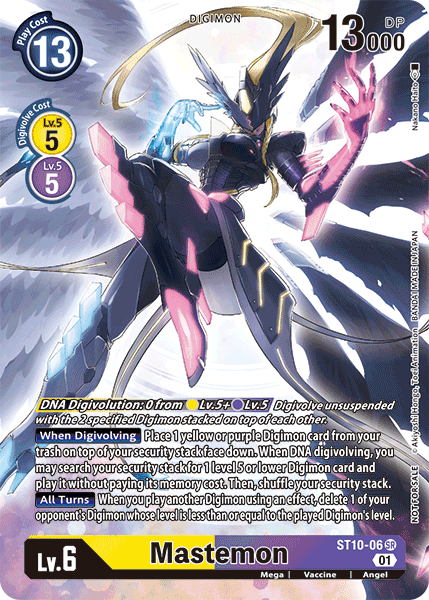 Play Cost
13
DIGIMON
DP
13000
Nakano Haito
Digivolve Cost
Lv.5
5
Lv.5
5
© Akiyoshi Hongo, Toei Animation BANDAI MADE IN JAPAN
NOT FOR SALE
DNA Digivolution: 0 from Lv.5 + Lv.5 Digivolve unsuspended
with the 2 specified Digimon stacked on top of each other.
When Digivolving Place 1 yellow or purple Digimon card from your
trash on top of your security stack face down. When DNA digivolving, you
may search your security stack for 1 level 5 or lower Digimon card and
play it without paying its memory cost. Then, shuffle your security stack.
All Turns When you play another Digimon using an effect, delete 1 of your
opponent's Digimon whose level is less than or equal to the played Digimon's level.
Lv.6
Mastemon
ST10-06 SR
01
Mega | Vaccine | Angel